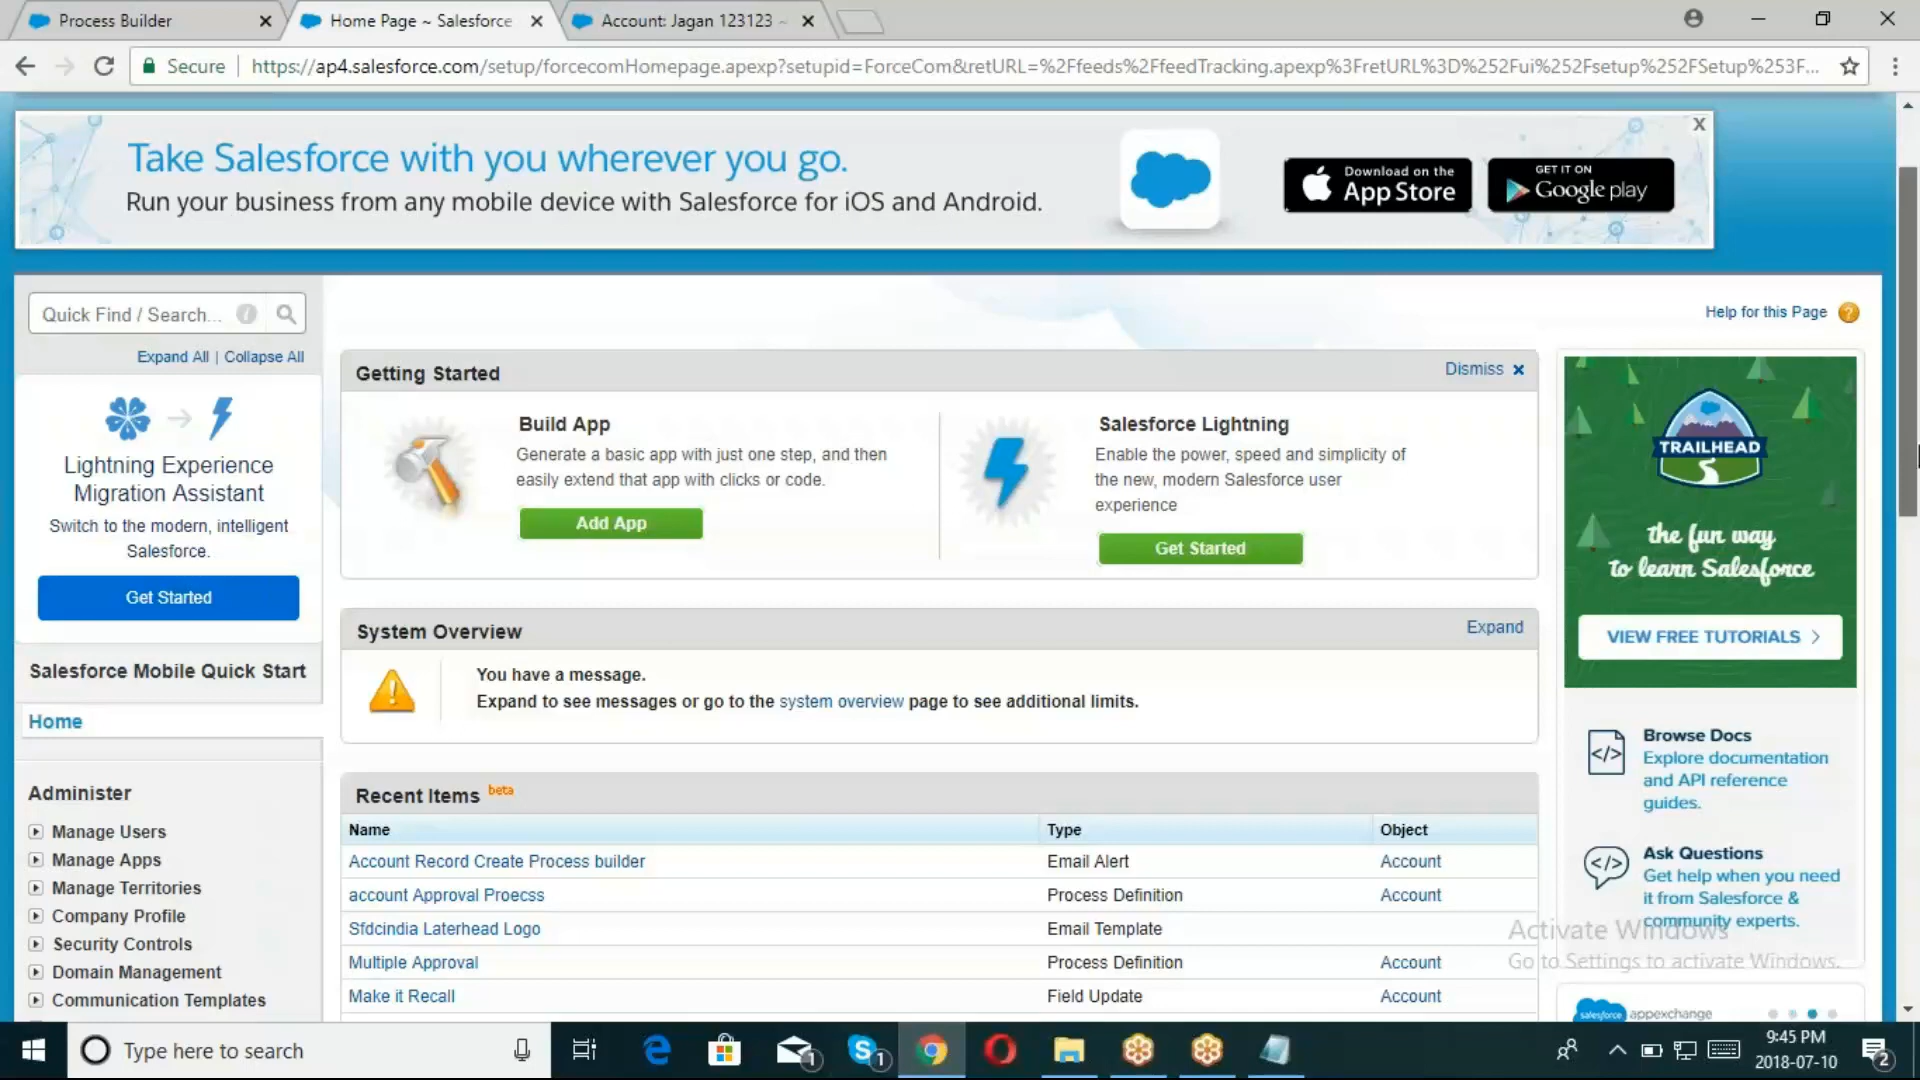 Process Builder
Home Page ~ Salesforce
Account: Jagan 123123 ~
Secure
https://ap4.salesforce.com/setup/forcecomHomepage.apexp?setupid=ForceCom&retURL=%2Ffeeds%2FfeedTracking.apexp%3FretURL%3D%252Fui%252Fsetup%252FSetup%253F...
Take Salesforce with you wherever you go.
Run your business from any mobile device with Salesforce for iOS and Android.
Download on the
App Store
GET IT ON
Google play
X
Quick Find / Search...
Expand All | Collapse All
Help for this Page
Lightning Experience
Migration Assistant
Switch to the modern, intelligent
Salesforce.
Get Started
Salesforce Mobile Quick Start
Home
Administer
Manage Users
Manage Apps
Manage Territories
Company Profile
Security Controls
Domain Management
Communication Templates
Getting Started
Dismiss
Build App
Generate a basic app with just one step, and then
easily extend that app with clicks or code.
Add App
Salesforce Lightning
Enable the power, speed and simplicity of
the new, modern Salesforce user
experience
Get Started
System Overview
Expand
You have a message.
Expand to see messages or go to the system overview page to see additional limits.
Recent Items beta
Name Type Object
Account Record Create Process builder Email Alert Account
account Approval Proecss Process Definition Account
Sfdcindia Laterhead Logo Email Template
Multiple Approval Process Definition Account
Make it Recall Field Update Account
TRAILHEAD
the fun way
to learn Salesforce
VIEW FREE TUTORIALS
Browse Docs
Explore documentation
and API reference
guides.
Ask Questions
Get help when you need
it from Salesforce &
community experts.
salesforce appexchange
Activate Windows
Go to Settings to activate Windows.
Type here to search
1
1
9:45 PM
2018-07-10
2